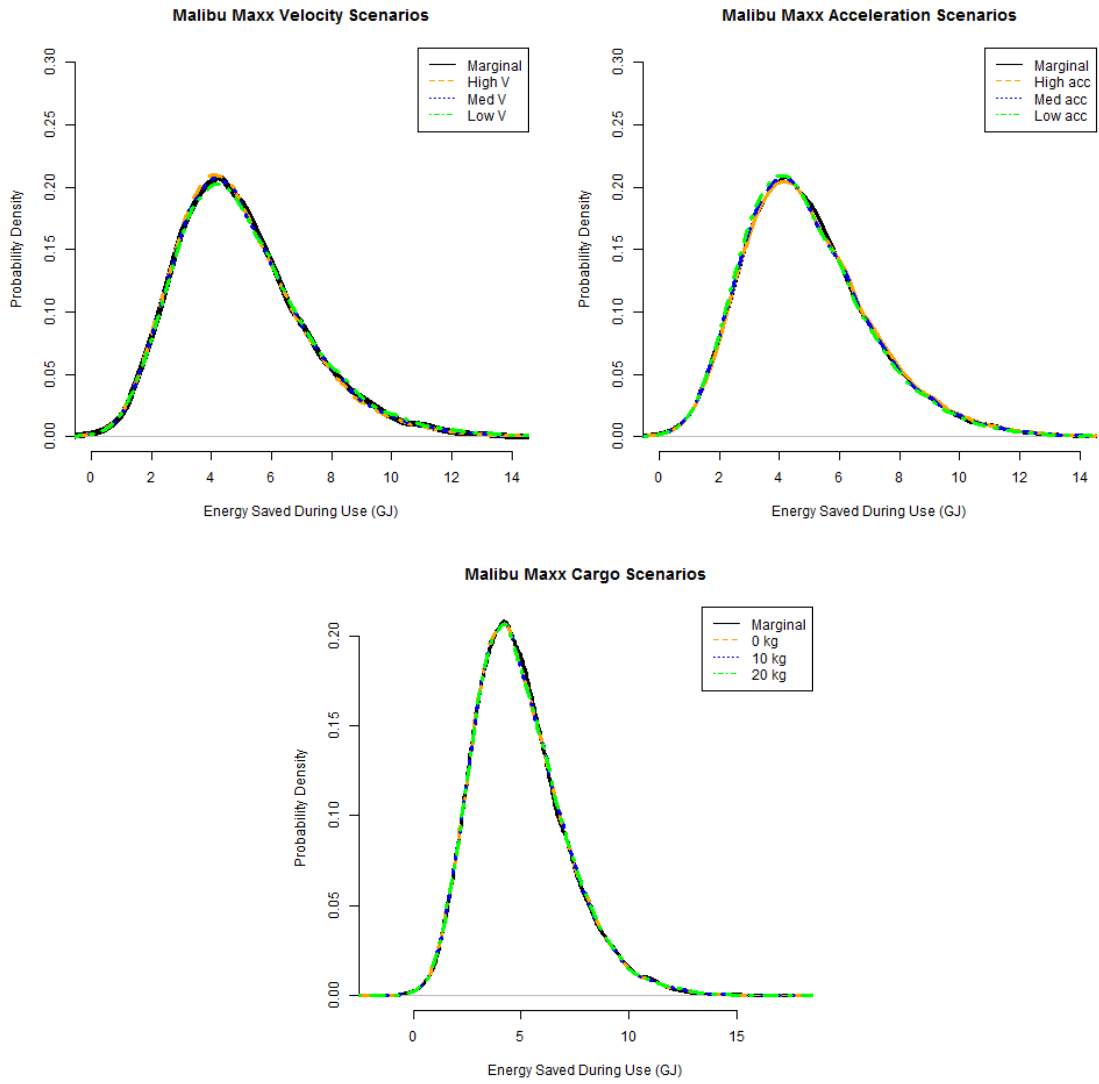 Malibu Maxx Velocity Scenarios
Probability Density
0.30
0.25
0.20
0.15
0.10
0.05
0.00
Marginal
High V
Med V
Low V
0 2 4 6 8 10 12 14
Energy Saved During Use (GJ)
Malibu Maxx Acceleration Scenarios
Probability Density
0.30
0.25
0.20
0.15
0.10
0.05
0.00
Marginal
High acc
Med acc
Low acc
0 2 4 6 8 10 12 14
Energy Saved During Use (GJ)
Malibu Maxx Cargo Scenarios
Probability Density
0.20
0.15
0.10
0.05
0.00
Marginal
0 kg
10 kg
20 kg
0 5 10 15
Energy Saved During Use (GJ)